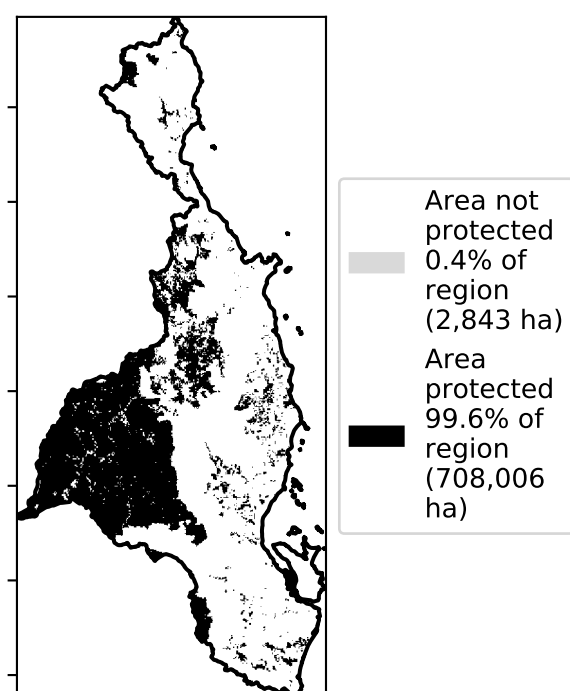 Area not
protected
0.4% of
region
(2,843 ha)
Area
protected
99.6% of
region
(708,006
ha)